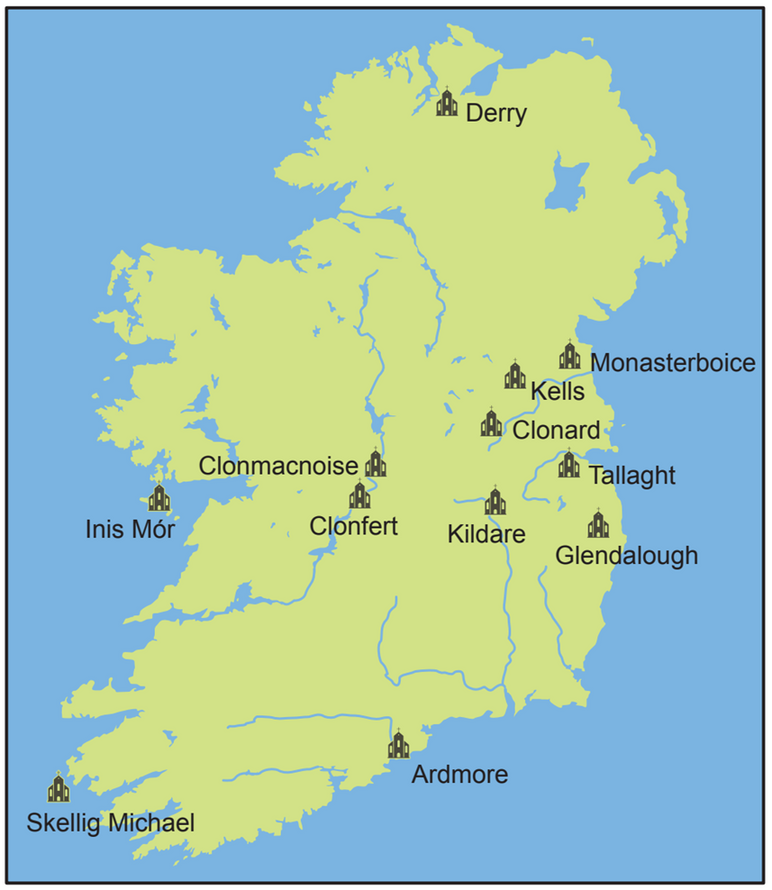 Derry
Monasterboice
Kells
Clonard
Clonmacnoise
Tallaght
Inis Mór
Clonfert
Kildare
Glendalough
Ardmore
Skellig Michael